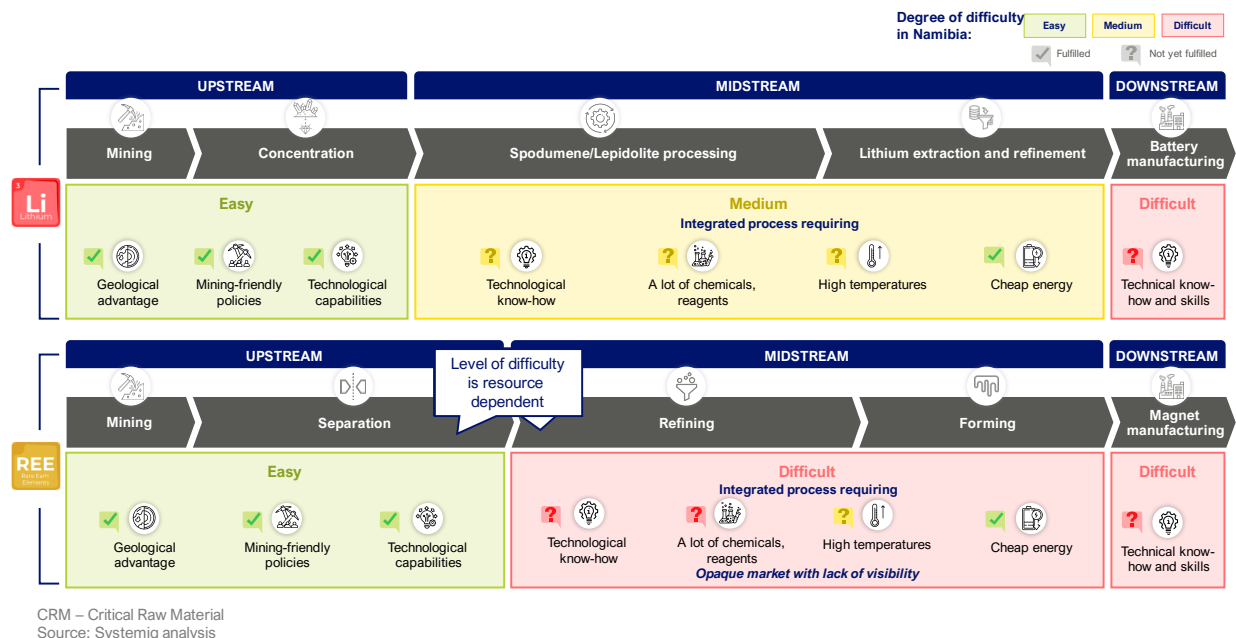 Degree of difficulty
in Namibia:
Easy
Medium
Difficult
Fulfilled
? Not yet fulfilled
UPSTREAM
MIDSTREAM
DOWNSTREAM
Mining
Concentration
Spodumene/Lepidolite processing
Lithium extraction and refinement
Battery
manufacturing
3
Li
Lithium
Easy
Geological
advantage
Mining-friendly
policies
Technological
capabilities
Medium
Integrated process requiring
?
Technological
know-how
?
A lot of chemicals,
reagents
?
High temperatures
Cheap energy
Difficult
?
Technical know-
how and skills
UPSTREAM
MIDSTREAM
DOWNSTREAM
Level of difficulty
is resource
dependent
Mining
Separation
Refining
Forming
Magnet
manufacturing
REE
Rare Earth
Elements
Easy
Geological
advantage
Mining-friendly
policies
Technological
capabilities
Difficult
Integrated process requiring
?
Technological
know-how
?
A lot of chemicals,
reagents
?
High temperatures
Cheap energy
Opaque market with lack of visibility
Difficult
?
Technical know-
how and skills
CRM – Critical Raw Material
Source: Systemiq analysis